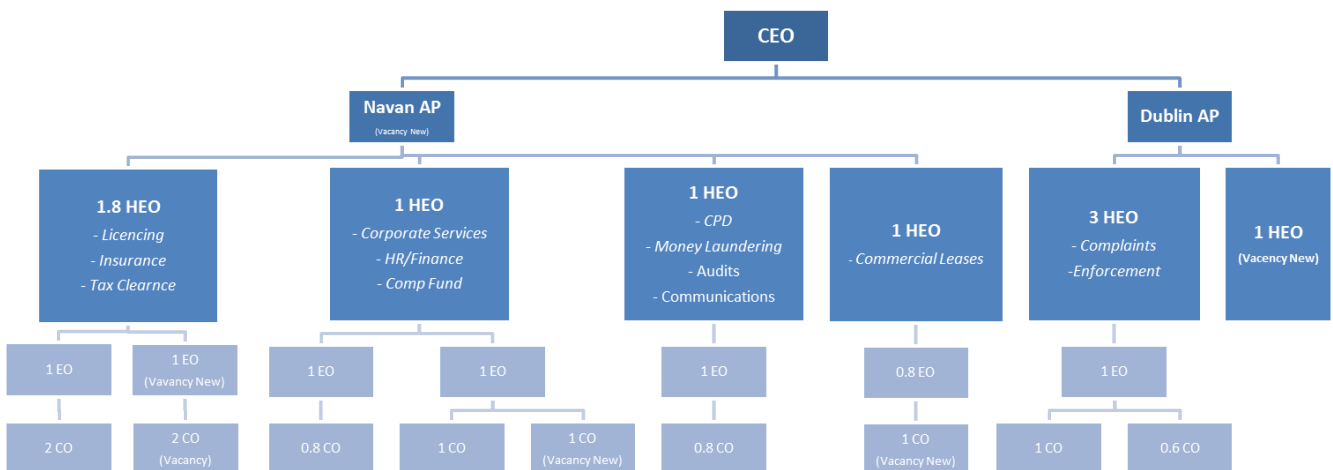 CEO
Navan AP
(Vacancy New)
Dublin AP
1.8 HEO
- Licencing
- Insurance
- Tax Clearnce
1 HEO
- Corporate Services
- HR/Finance
- Comp Fund
1 HEO
- CPD
- Money Laundering
- Audits
- Communications
1 HEO
- Commercial Leases
3 HEO
- Complaints
-Enforcement
1 HEO
(Vacency New)
1 EO
1 EO
(Vavancy New)
1 EO
1 EO
1 EO
0.8 EO
1 EO
2 CO
2 CO
(Vacancy)
0.8 CO
1 CO
1 CO
(Vacancy New)
0.8 CO
1 CO
(Vacancy New)
1 CO
0.6 CO